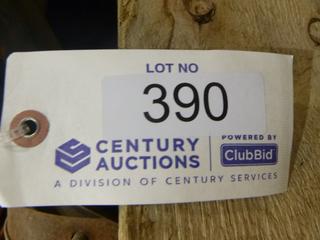 LOT NO
390
CENTURY AUCTIONS
POWERED BY
ClubBid
A DIVISION OF CENTURY SERVICES